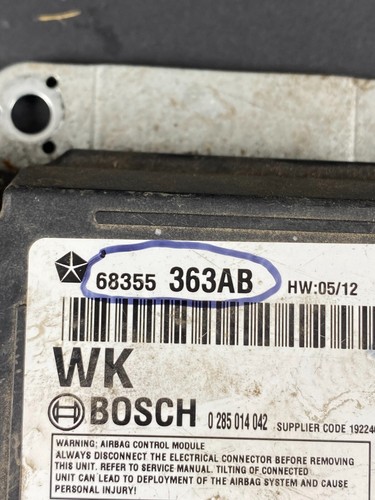 68355 363AB HW:05/12
WK
BOSCH 0 285 014 042 SUPPLIER CODE 19224
WARNING: AIRBAG CONTROL MODULE
ALWAYS DISCONNECT THE ELECTRICAL CONNECTOR BEFORE REMOVING
THIS UNIT. REFER TO SERVICE MANUAL. TILTING OF CONNECTED
UNIT CAN LEAD TO DEPLOYMENT OF THE AIRBAG SYSTEM AND CAUSE
PERSONAL INJURY!